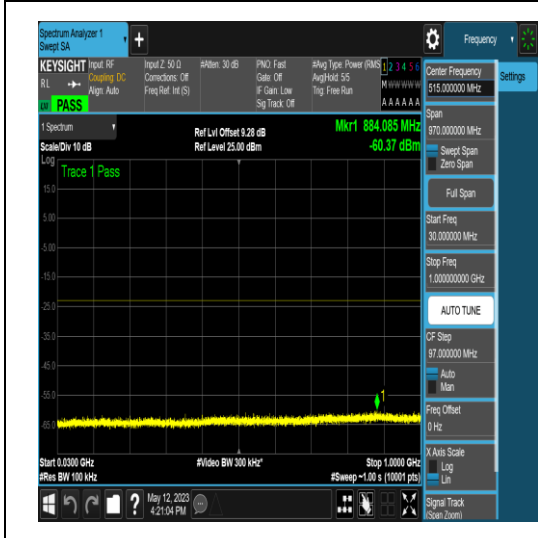 Spectrum Analyzer 1
Swept SA
+
Frequency
KEYSIGHT
RL
PASS
Input: RF
Coupling: DC
Align: Auto
Input Z: 50 Ω
Corrections: Off
Freq Ref: Int (S)
#Atten: 30 dB
PNO: Fast
Gate: Off
IF Gain: Low
Sig Track: Off
#Avg Type: Power (RMS
Avg|Hold: 5/5
Trig: Free Run
1 2 3 4 5 6
M W W W W W
A A A A A A
1 Spectrum
Scale/Div 10 dB
Ref Lvl Offset 9.28 dB
Ref Level 25.00 dBm
Mkr1 884.085 MHz
-60.37 dBm
Log
Trace 1 Pass
15.0
5.00
-5.00
-15.0
-25.0
-35.0
-45.0
-55.0
-65.0
1
Start 0.0300 GHz
#Res BW 100 kHz
#Video BW 300 kHz*
Stop 1.0000 GHz
#Sweep ~1.00 s (10001 pts)
May 12, 2023
4:21:04 PM
Center Frequency
515.000000 MHz
Settings
Span
970.000000 MHz
Swept Span
Zero Span
Full Span
Start Freq
30.000000 MHz
Stop Freq
1.000000000 GHz
AUTO TUNE
CF Step
97.000000 MHz
Auto
Man
Freq Offset
0 Hz
X Axis Scale
Log
Lin
Signal Track
(Span Zoom)